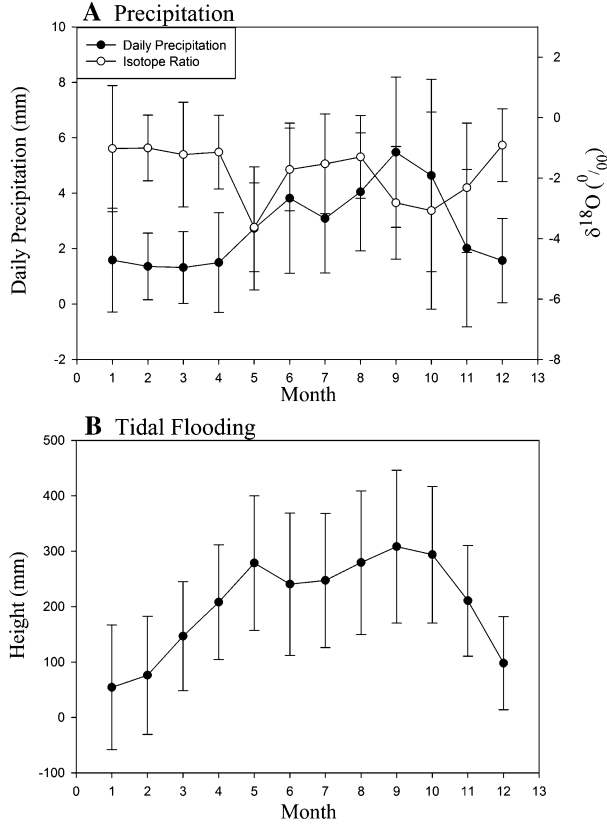 A Precipitation
Daily Precipitation
Isotope Ratio
10
8
6
4
2
0
-2
2
0
-2
-4
-6
-8
Daily Precipitation (mm)
δ18O (0/00)
0 1 2 3 4 5 6 7 8 9 10 11 12 13
Month
B Tidal Flooding
500
400
300
200
100
0
-100
Height (mm)
0 1 2 3 4 5 6 7 8 9 10 11 12 13
Month